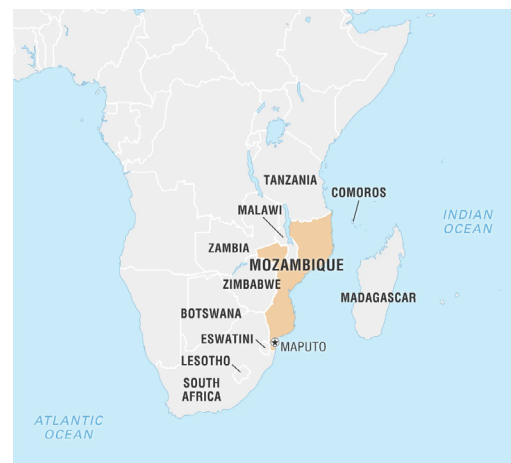 TANZANIA
COMOROS
MALAWI
INDIAN
OCEAN
ZAMBIA
MOZAMBIQUE
ZIMBABWE
MADAGASCAR
BOTSWANA
ESWATINI
MAPUTO
LESOTHO
SOUTH
AFRICA
ATLANTIC
OCEAN